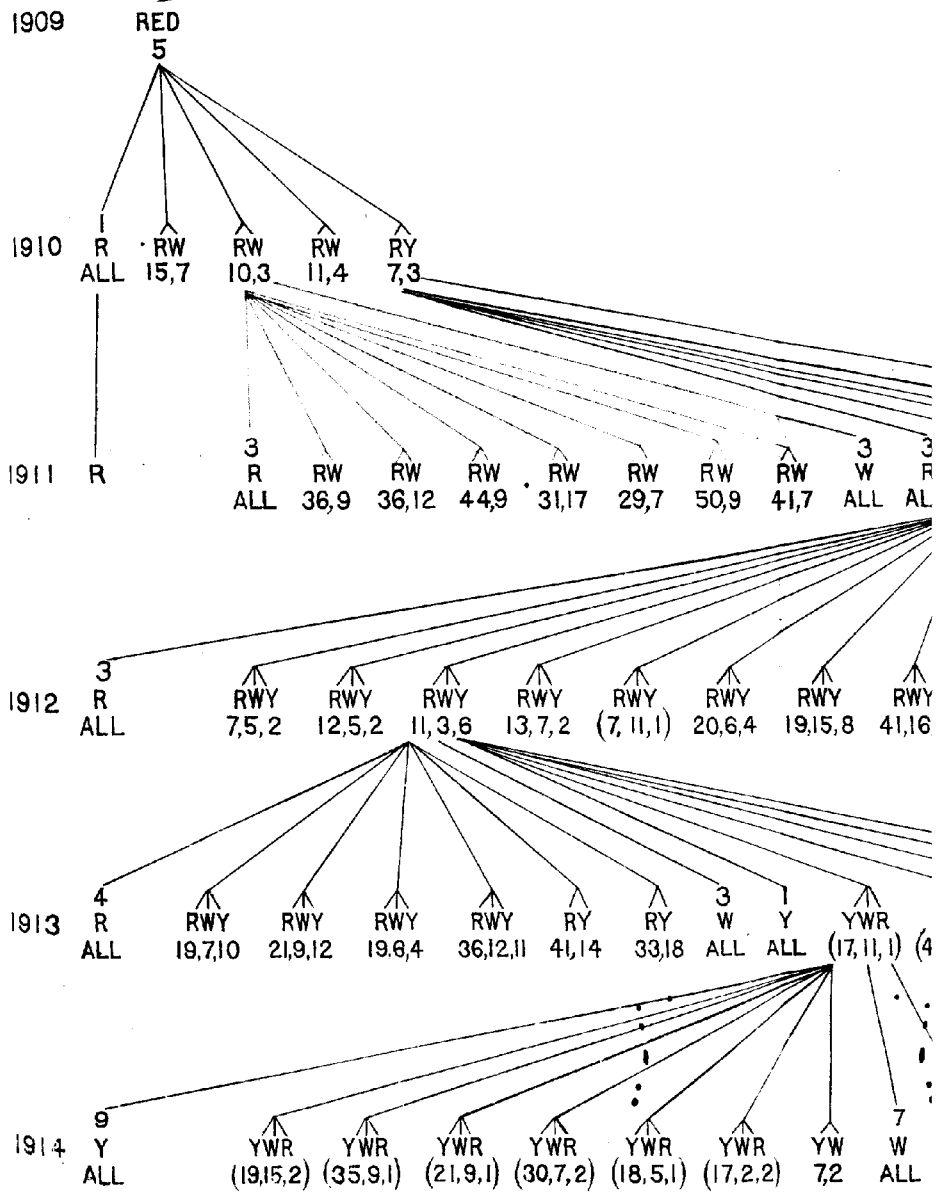 1909 RED
5
1910 R RW RW RW RY
ALL 15,7 10,3 11,4 7,3
3 3
1911 R R RW RW RW RW RW RW RW W R
ALL 36,9 36,12 44,9 31,17 29,7 50,9 41,7 ALL AL
3
1912 R RWY RWY RWY RWY RWY RWY RWY RWY
ALL 7,5,2 12,5,2 11,3,6 13,7,2 (7,11,1) 20,6,4 19,15,8 41,16
4 3 1
1913 R RWY RWY RWY RWY RY RY W Y YWR
ALL 19,7,10 21,9,12 19,6,4 36,12,11 41,14 33,18 ALL ALL (17,11,1) (4
9 7
1914 Y YWR YWR YWR YWR YWR YWR YW W
ALL (19,15,2) (35,9,1) (21,9,1) (30,7,2) (18,5,1) (17,2,2) 7,2 ALL